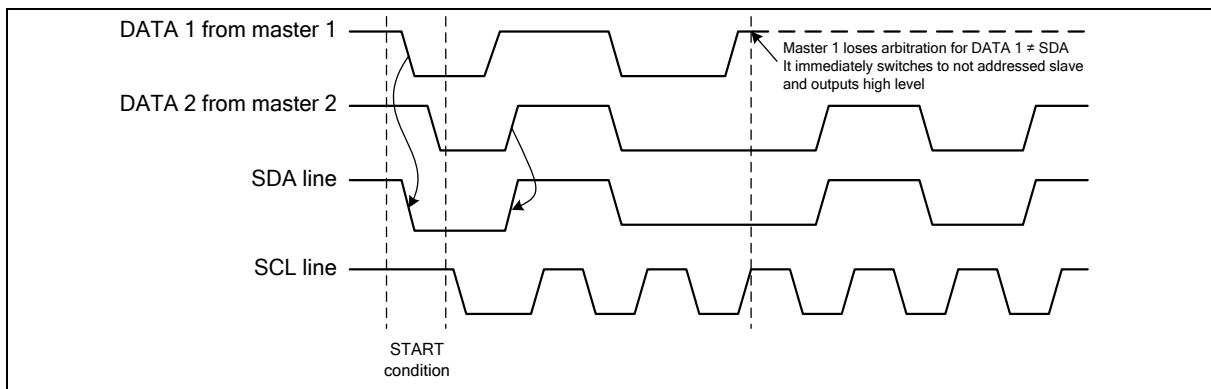 DATA 1 from master 1
Master 1 loses arbitration for DATA 1 ≠ SDA
It immediately switches to not addressed slave
and outputs high level
DATA 2 from master 2
SDA line
SCL line
START
condition